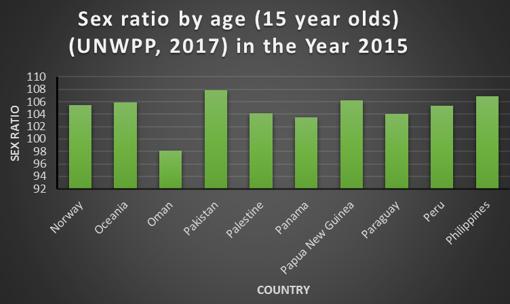 Sex ratio by age (15 year olds)
(UNWPP, 2017) in the Year 2015
SEX RATIO
110
108
106
104
102
100
98
96
94
92
Norway
Oceania
Oman
Pakistan
Palestine
Panama
Papua New Guinea
Paraguay
Peru
Philippines
COUNTRY